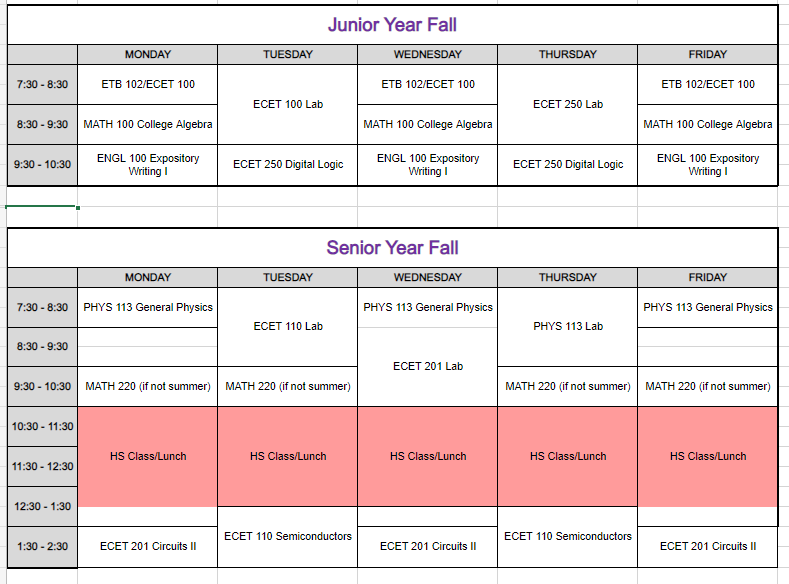 Junior Year Fall
MONDAY TUESDAY WEDNESDAY THURSDAY FRIDAY
7:30 - 8:30 ETB 102/ECET 100 ETB 102/ECET 100 ETB 102/ECET 100
ECET 100 Lab ECET 250 Lab
8:30 - 9:30 MATH 100 College Algebra MATH 100 College Algebra MATH 100 College Algebra
9:30 - 10:30 ENGL 100 Expository Writing I ECET 250 Digital Logic ENGL 100 Expository Writing I ECET 250 Digital Logic ENGL 100 Expository Writing I
Senior Year Fall
MONDAY TUESDAY WEDNESDAY THURSDAY FRIDAY
7:30 - 8:30 PHYS 113 General Physics PHYS 113 General Physics PHYS 113 General Physics
ECET 110 Lab PHYS 113 Lab
8:30 - 9:30
ECET 201 Lab
9:30 - 10:30 MATH 220 (if not summer) MATH 220 (if not summer) MATH 220 (if not summer) MATH 220 (if not summer)
10:30 - 11:30
HS Class/Lunch HS Class/Lunch HS Class/Lunch HS Class/Lunch HS Class/Lunch
11:30 - 12:30
12:30 - 1:30
ECET 110 Semiconductors ECET 110 Semiconductors
1:30 - 2:30 ECET 201 Circuits II ECET 201 Circuits II ECET 201 Circuits II